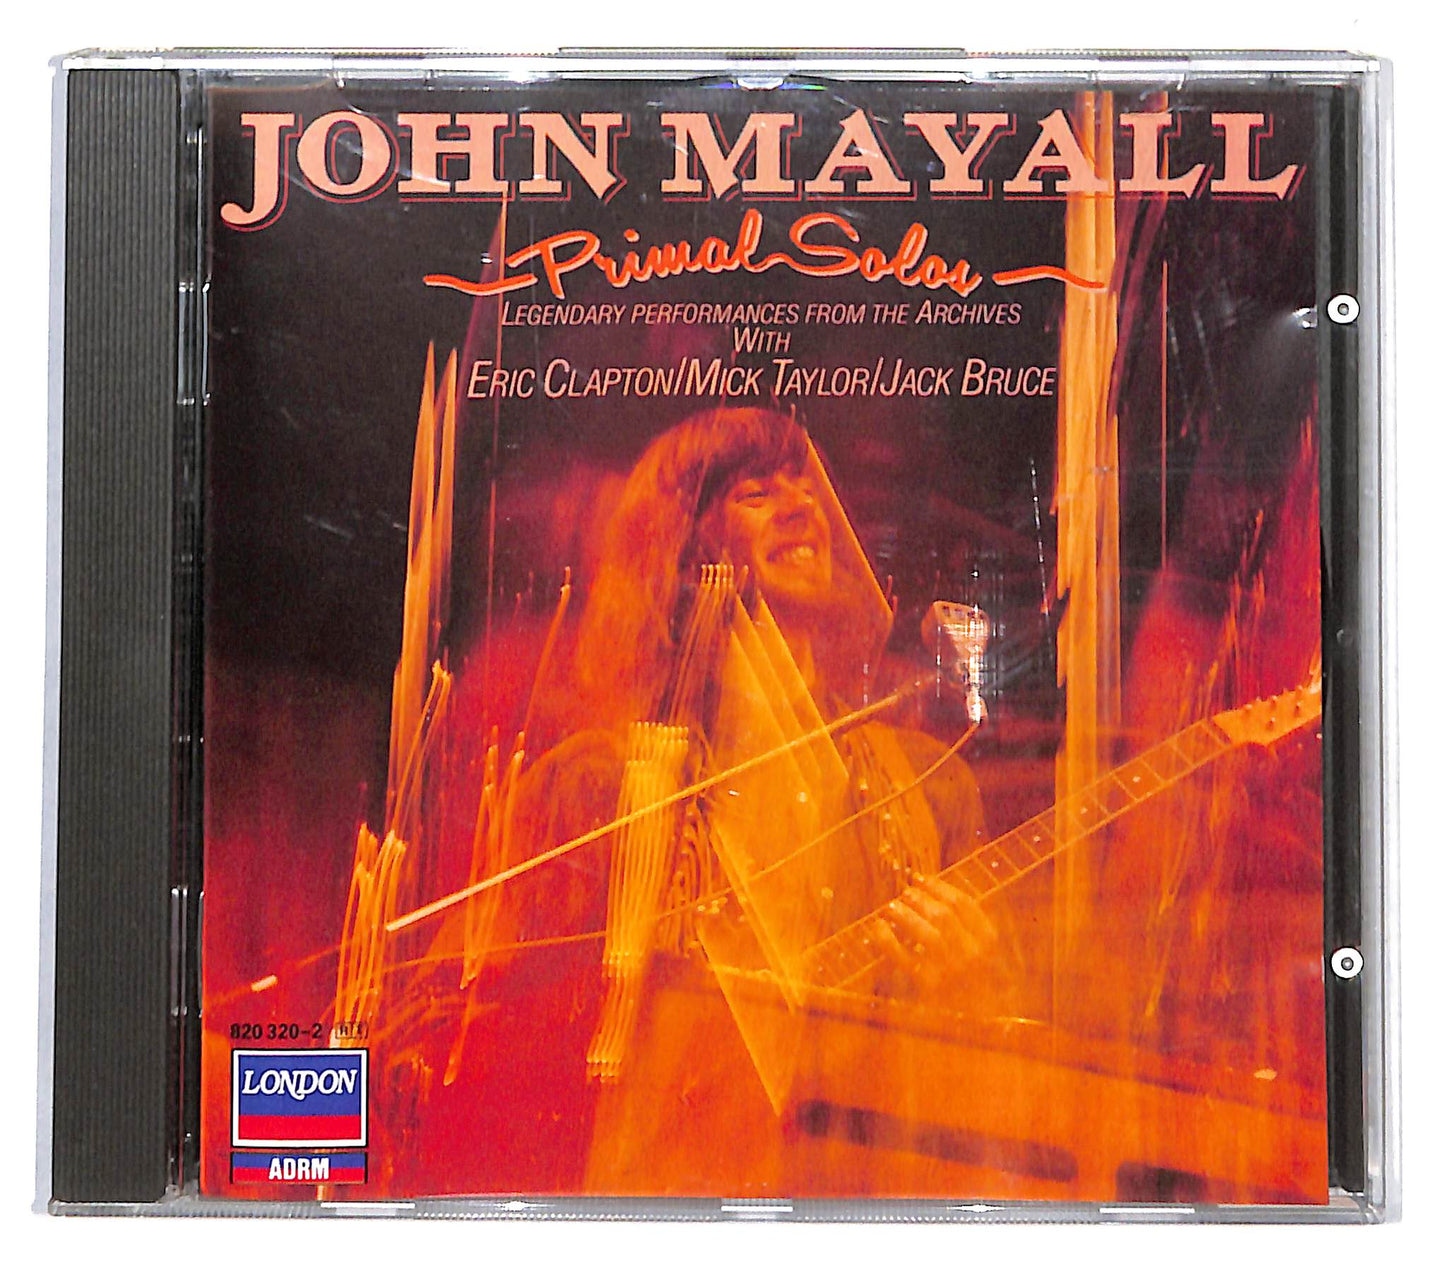 JOHN MAYALL
Primal Solos
LEGENDARY PERFORMANCES FROM THE ARCHIVES
WITH
ERIC CLAPTON/MICK TAYLOR/JACK BRUCE
820 320-2
LONDON
ADRM